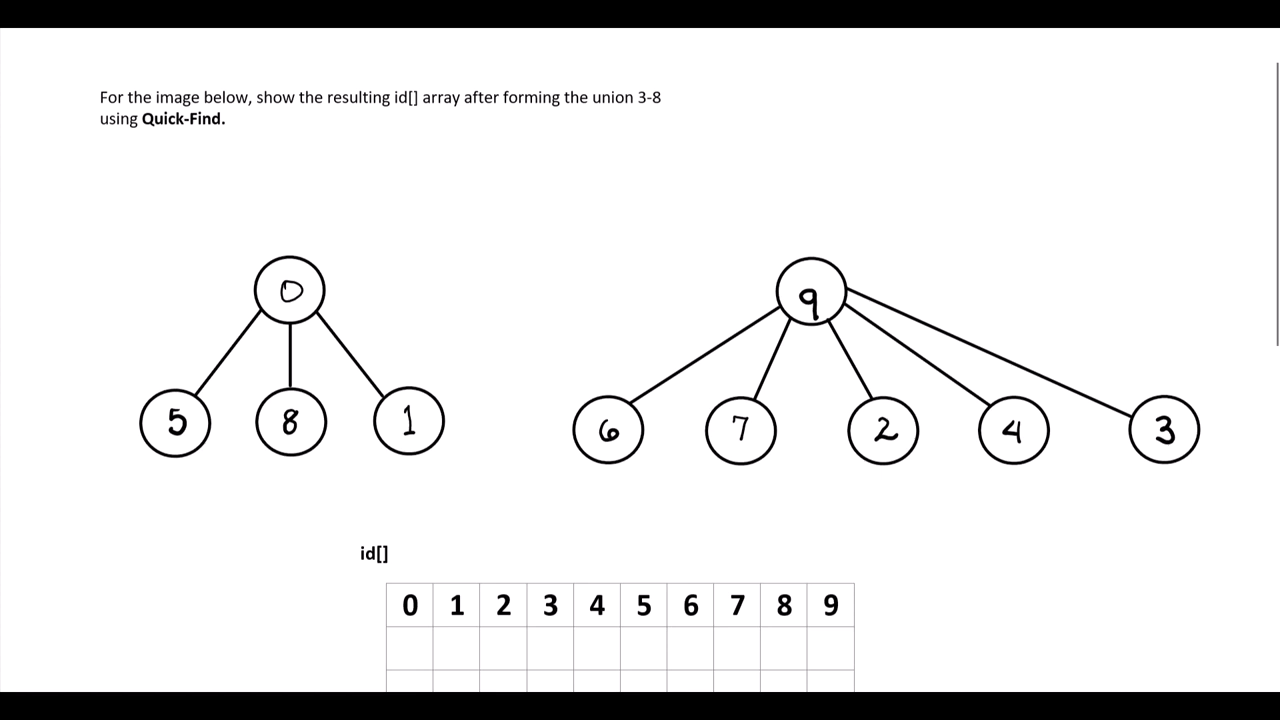 For the image below, show the resulting id[] array after forming the union 3-8
using Quick-Find.
0
9
5 8 1 6 7 2 4 3
id[]
0 1 2 3 4 5 6 7 8 9